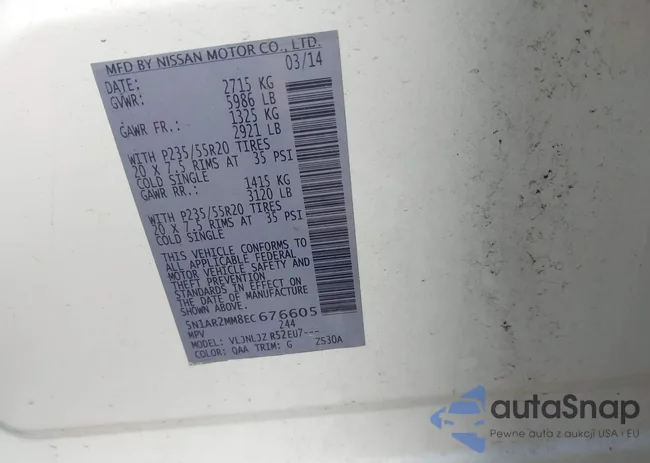 MFD BY NISSAN MOTOR CO., LTD.
DATE: 03/14
GVWR: 2715 KG
5986 LB
GAWR FR.: 1325 KG
2921 LB
WITH P235/55R20 TIRES
20 X 7.5 RIMS AT 35 PSI
COLD SINGLE
GAWR RR.: 1415 KG
3120 LB
WITH P235/55R20 TIRES
20 X 7.5 RIMS AT 35 PSI
COLD SINGLE
THIS VEHICLE CONFORMS TO
ALL APPLICABLE FEDERAL
MOTOR VEHICLE SAFETY AND
THEFT PREVENTION
STANDARDS IN EFFECT ON
THE DATE OF MANUFACTURE
SHOWN ABOVE.
5N1AR2MM8EC676605
MPV 244
MODEL: VLJNLJZ R52EU7---
COLOR: QAA TRIM: G ZS30A
autaSnap
Pewne auta z aukcji USA i EU